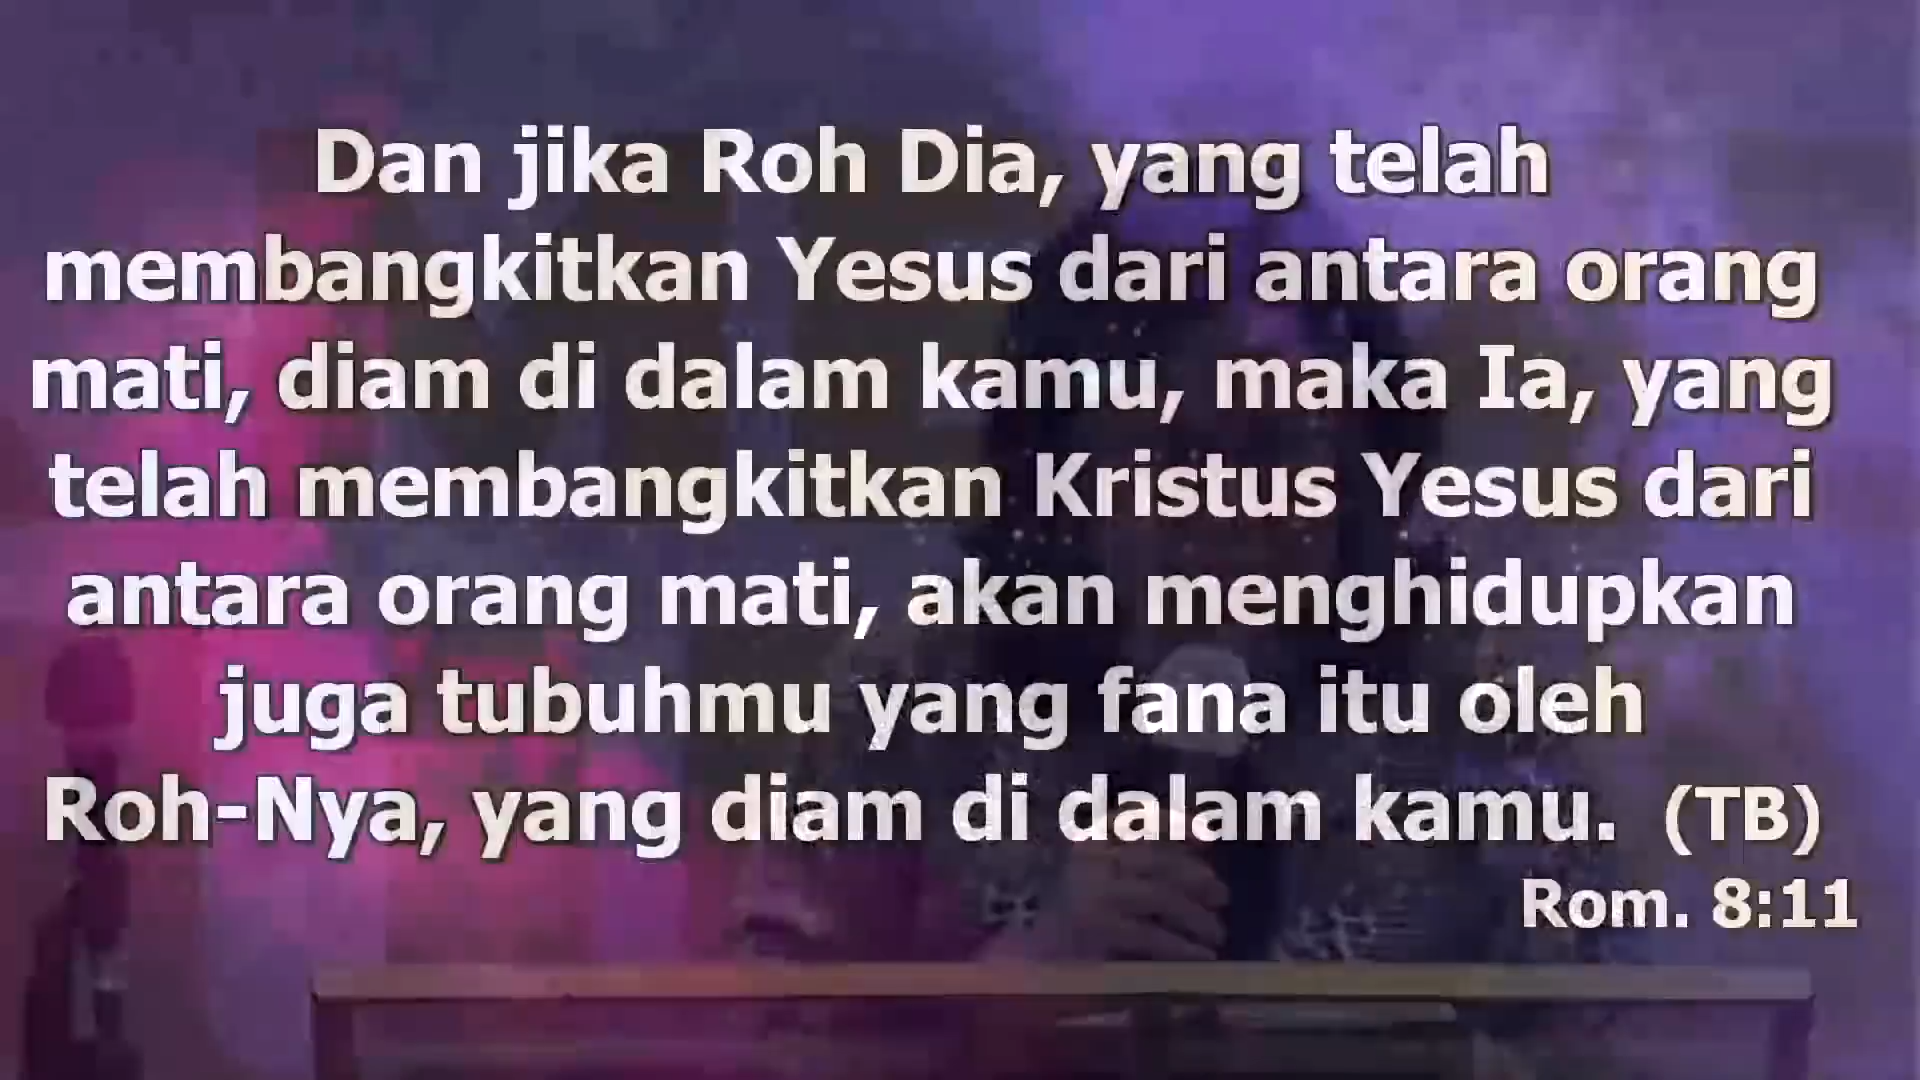 Dan jika Roh Dia, yang telah
membangkitkan Yesus dari antara orang
mati, diam di dalam kamu, maka Ia, yang
telah membangkitkan Kristus Yesus dari
antara orang mati, akan menghidupkan
juga tubuhmu yang fana itu oleh
Roh-Nya, yang diam di dalam kamu. (TB)
Rom. 8:11